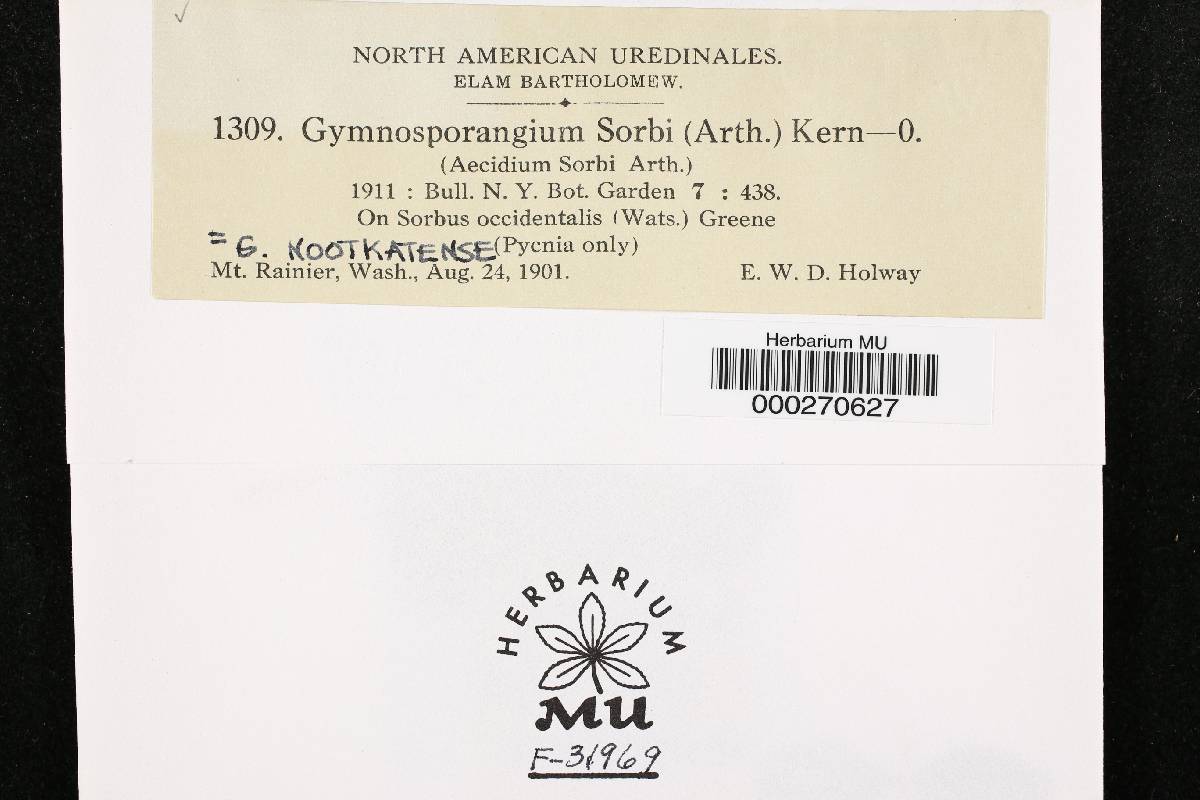 NORTH AMERICAN UREDINALES.
ELAM BARTHOLOMEW.
1309. Gymnosporangium Sorbi (Arth.) Kern—0.
(Aecidium Sorbi Arth.)
1911 : Bull. N. Y. Bot. Garden 7 : 438.
On Sorbus occidentalis (Wats.) Greene
= G. NOOTKATENSE (Pycnia only)
Mt. Rainier, Wash., Aug. 24, 1901. E. W. D. Holway
Herbarium MU
000270627
HERBARIUM
MU
F-31969